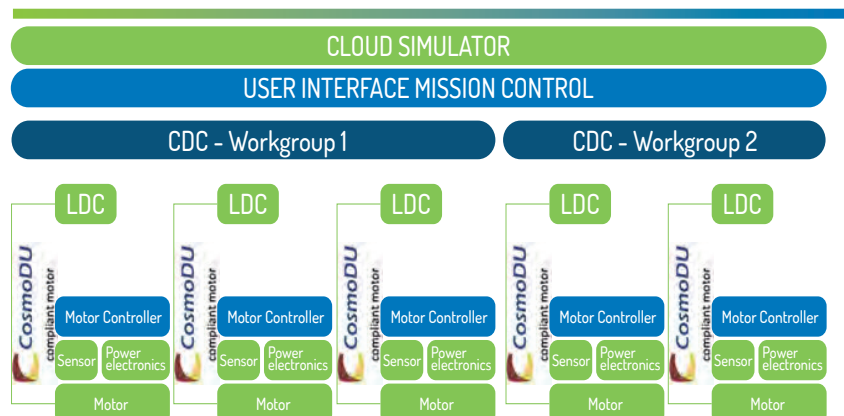 CLOUD SIMULATOR
USER INTERFACE MISSION CONTROL
CDC - Workgroup 1
CDC - Workgroup 2
LDC
CosmoDU
compliant motor
Motor Controller
Sensor
Power
electronics
Motor
LDC
CosmoDU
compliant motor
Motor Controller
Sensor
Power
electronics
Motor
LDC
CosmoDU
compliant motor
Motor Controller
Sensor
Power
electronics
Motor
LDC
CosmoDU
compliant motor
Motor Controller
Sensor
Power
electronics
Motor
LDC
CosmoDU
compliant motor
Motor Controller
Sensor
Power
electronics
Motor